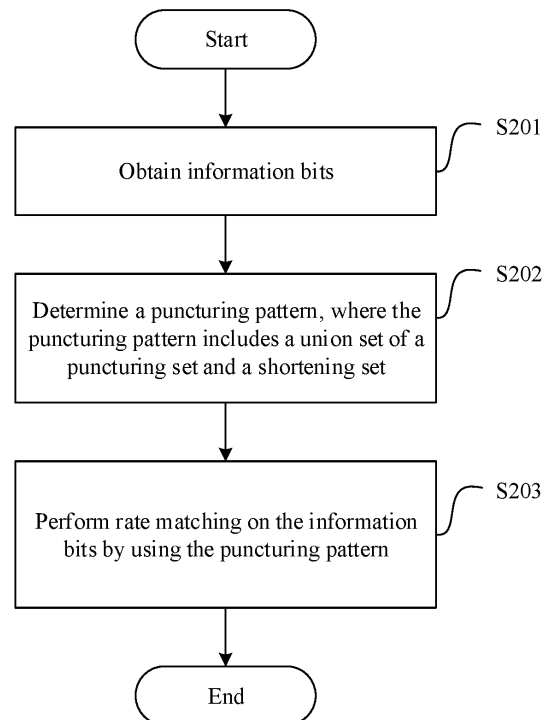 Start
S201
Obtain information bits
S202
Determine a puncturing pattern, where the
puncturing pattern includes a union set of a
puncturing set and a shortening set
S203
Perform rate matching on the information
bits by using the puncturing pattern
End